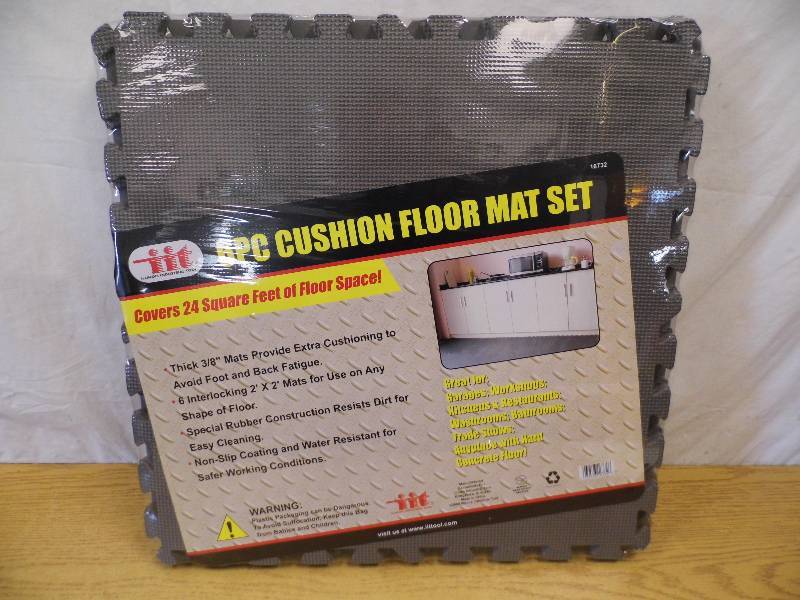 16732
6PC CUSHION FLOOR MAT SET
iit
Covers 24 Square Feet of Floor Space!
• Thick 3/8" Mats Provide Extra Cushioning to
Avoid Foot and Back Fatigue.
• 6 Interlocking 2' X 2' Mats for Use on Any
Shape of Floor.
• Special Rubber Construction Resists Dirt for
Easy Cleaning.
• Non-Slip Coating and Water Resistant for
Safer Working Conditions.
Great for:
Garages, Workshops;
Kitchens & Restaurants;
Washrooms, Bathrooms;
Trade Shows;
Anyplace with Hard
Concrete Floor!
WARNING:
Plastic Packaging can be Dangerous
To Avoid Suffocation, Keep this Bag
from Babies and Children.
iit
visit us at www.iittool.com